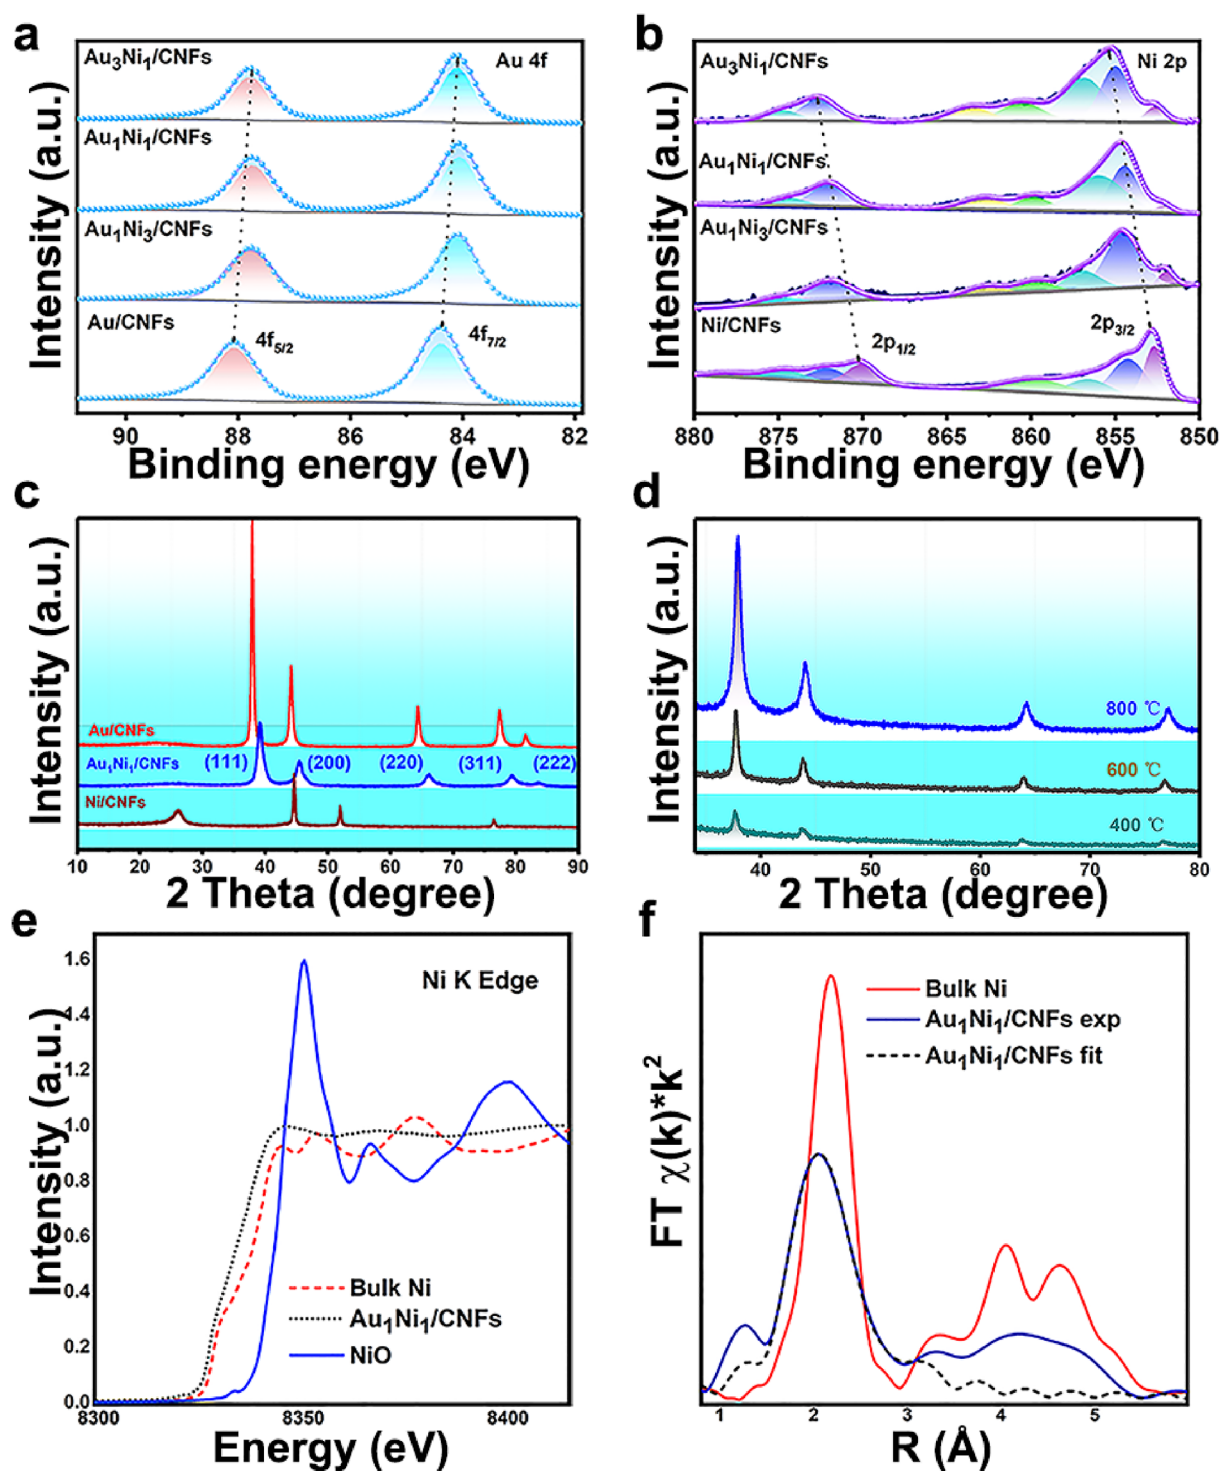 a
Au₃Ni₁/CNFs
Au 4f
Au₁Ni₁/CNFs
Au₁Ni₃/CNFs
Au/CNFs
4f₅/₂
4f₇/₂
Intensity (a.u.)
90 88 86 84 82
Binding energy (eV)
b
Au₃Ni₁/CNFs
Ni 2p
Au₁Ni₁/CNFs
Au₁Ni₃/CNFs
Ni/CNFs
2p₁/₂
2p₃/₂
Intensity (a.u.)
880 875 870 865 860 855 850
Binding energy (eV)
c
Au/CNFs
Au₁Ni₁/CNFs
(111) (200) (220) (311) (222)
Ni/CNFs
Intensity (a.u.)
10 20 30 40 50 60 70 80 90
2 Theta (degree)
d
800 ℃
600 ℃
400 ℃
Intensity (a.u.)
40 50 60 70 80
2 Theta (degree)
e
Ni K Edge
1.6
1.4
1.2
1.0
0.8
0.6
0.4
0.2
0.0
Bulk Ni
Au₁Ni₁/CNFs
NiO
Intensity (a.u.)
8300 8350 8400
Energy (eV)
f
Bulk Ni
Au₁Ni₁/CNFs exp
Au₁Ni₁/CNFs fit
FT χ(k)*k²
1 2 3 4 5
R (Å)